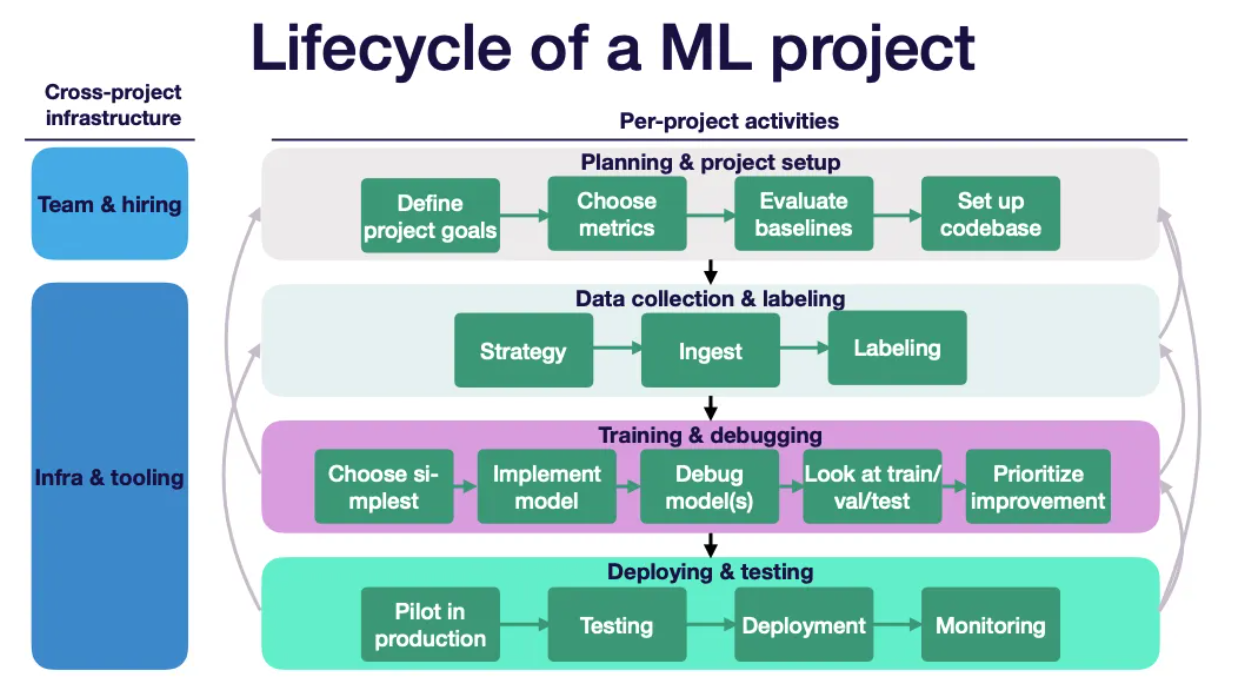 Lifecycle of a ML project
Cross-project
infrastructure
Per-project activities
Team & hiring
Infra & tooling
Planning & project setup
Define
project goals
Choose
metrics
Evaluate
baselines
Set up
codebase
Data collection & labeling
Strategy
Ingest
Labeling
Training & debugging
Choose si-
mplest
Implement
model
Debug
model(s)
Look at train/
val/test
Prioritize
improvement
Deploying & testing
Pilot in
production
Testing
Deployment
Monitoring